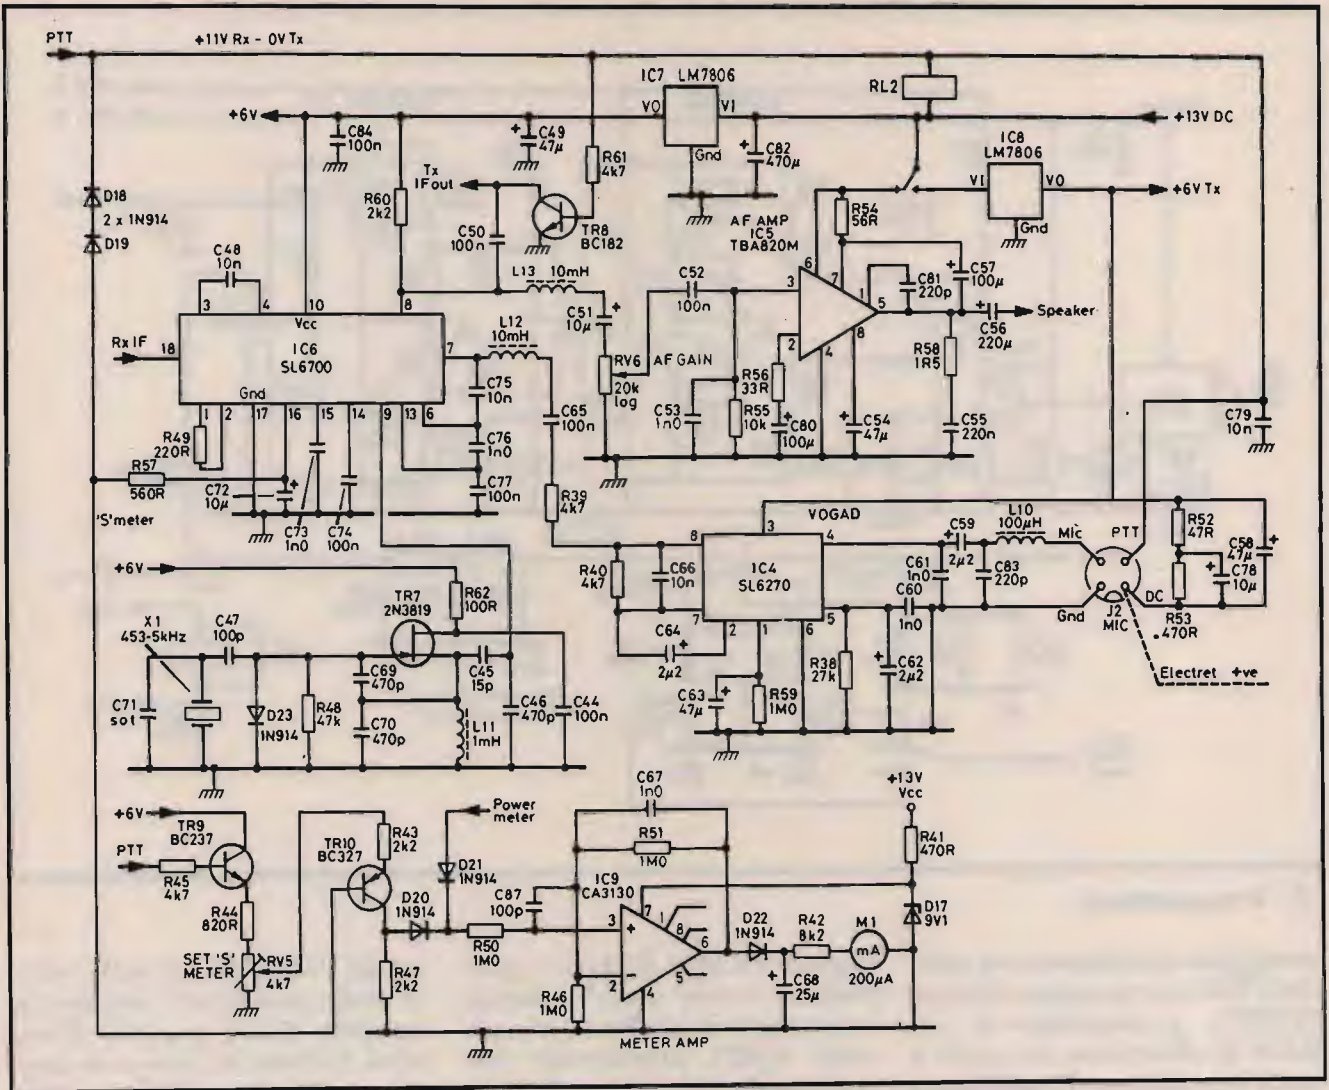 PTT
+11V Rx - 0V Tx
IC7 LM7806
VO
VI
Gnd
RL2
+13V DC
+6V
C84
100n
C49
47µ
R61
4k7
C82
470µ
IC8
LM7806
VI
VO
Gnd
+6V Tx
D18
2 x 1N914
D19
R60
2k2
Tx
IF out
C50
100n
TR8
BC182
AF AMP
IC5
TBA820M
R54
56R
C48
10n
L13 10mH
C51
10µ
C52
100n
6
7
1
3
5
2
4
8
C81
220p
C57
100µ
C56
220µ
Speaker
3
4
10
8
Vcc
Rx IF
18
IC6
SL6700
7
Gnd
1
2
17
16
15
14
9
13
6
L12
10mH
RV6
20k
log
AF GAIN
R56
33R
R58
1R5
C75
10n
C65
100n
C53
1n0
R55
10k
C80
100µ
C54
47µ
C55
220n
C79
10n
R49
220R
C76
1n0
R57
560R
C72
10µ
C77
100n
'S' meter
C73
1n0
C74
100n
R39
4k7
VOGAD
3
8
4
IC4
SL6270
7
2
1
6
5
C59
2µ2
L10
100µH
Mic
PTT
R52
47R
C58
47µ
C61
1n0
C83
220p
C78
10µ
C60
1n0
DC
Gnd
J2
MIC
R53
470R
Electret +ve
+6V
TR7
2N3819
R62
100R
R40
4k7
C66
10n
C64
2µ2
X1
453·5kHz
C47
100p
C69
470p
C45
15p
R38
27k
C62
2µ2
C63
47µ
R59
1M0
C71
sot
D23
1N914
R48
47k
C70
470p
L11
1mH
C46
470p
C44
100n
+6V
TR9
BC237
PTT
R45
4k7
R44
820R
SET 'S'
METER
RV5
4k7
TR10
BC327
R43
2k2
Power
meter
D21
1N914
D20
1N914
C87
100p
R50
1M0
R47
2k2
C67
1n0
R51
1M0
IC9
CA3130
3
+
7
1
8
6
5
−
2
4
R46
1M0
METER AMP
D22
1N914
R42
8k2
M1
mA
200µA
C68
25µ
+13V
Vcc
R41
470R
D17
9V1